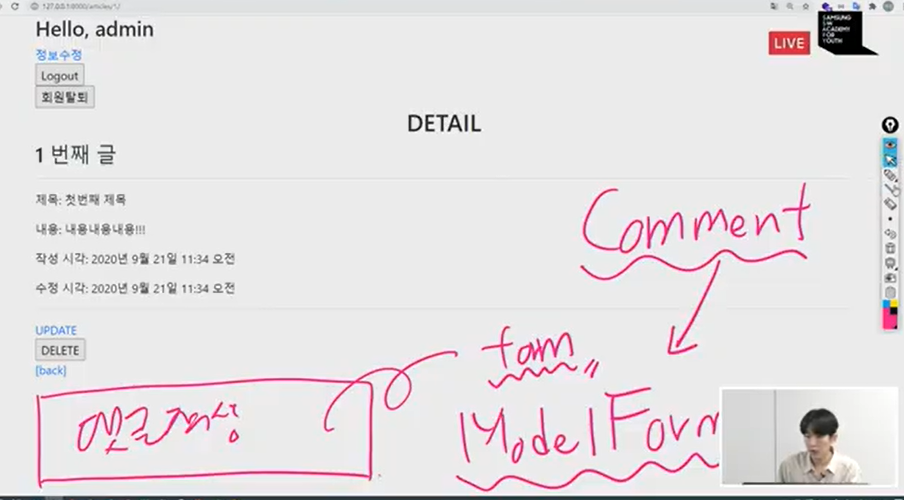 127.0.0.1:8000/articles/1/
Hello, admin
정보수정
LIVE
SAMSUNG
SW
ACADEMY
FOR
YOUTH
Logout
회원탈퇴
DETAIL
1 번째 글
제목: 첫번째 제목
내용: 내용내용내용!!!
작성 시각: 2020년 9월 21일 11:34 오전
수정 시각: 2020년 9월 21일 11:34 오전
Comment
UPDATE
DELETE
[back]
form
ModelForm